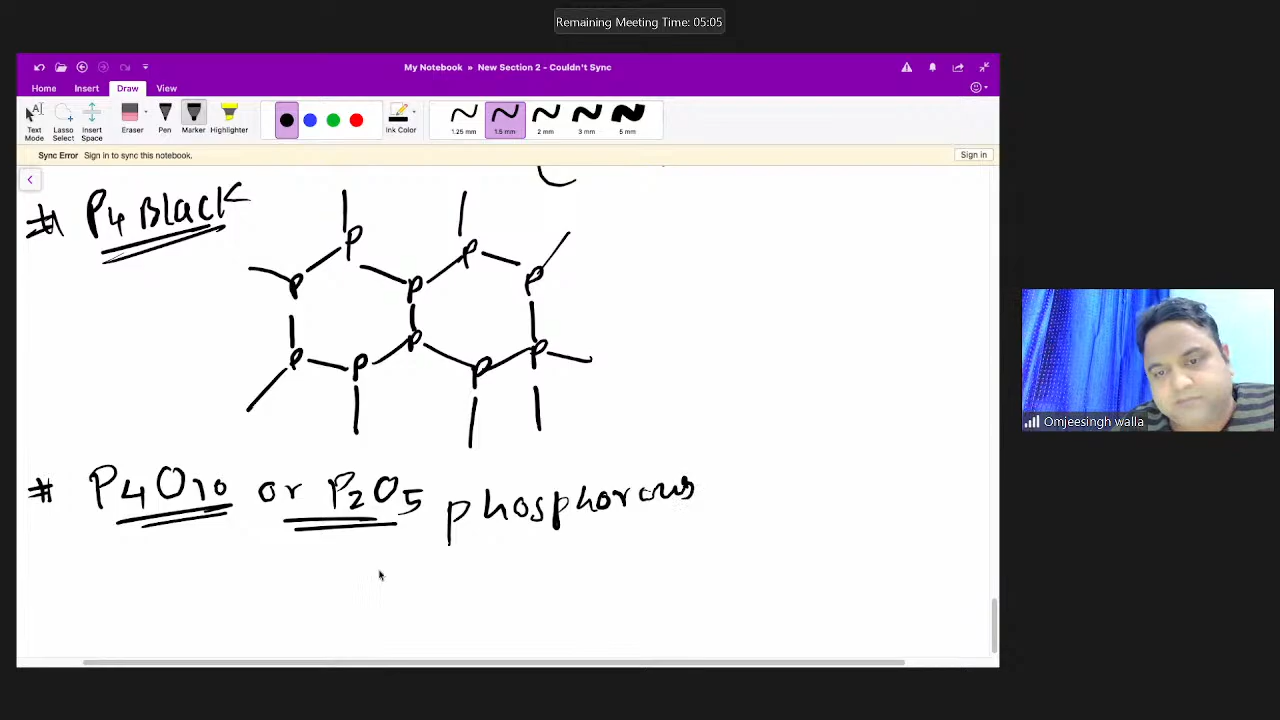 Remaining Meeting Time: 05:05
My Notebook » New Section 2 - Couldn't Sync
Home Insert Draw View
Text Mode
Lasso Select
Insert Space
Eraser
Pen
Marker
Highlighter
Ink Color
1.25 mm
1.5 mm
2 mm
3 mm
5 mm
Sync Error Sign in to sync this notebook.
Sign in
# P4 Black
P
P
P
P
P
P
P
P
P
P
# P4O10 or P2O5 phosphorous
Omjeesingh walla